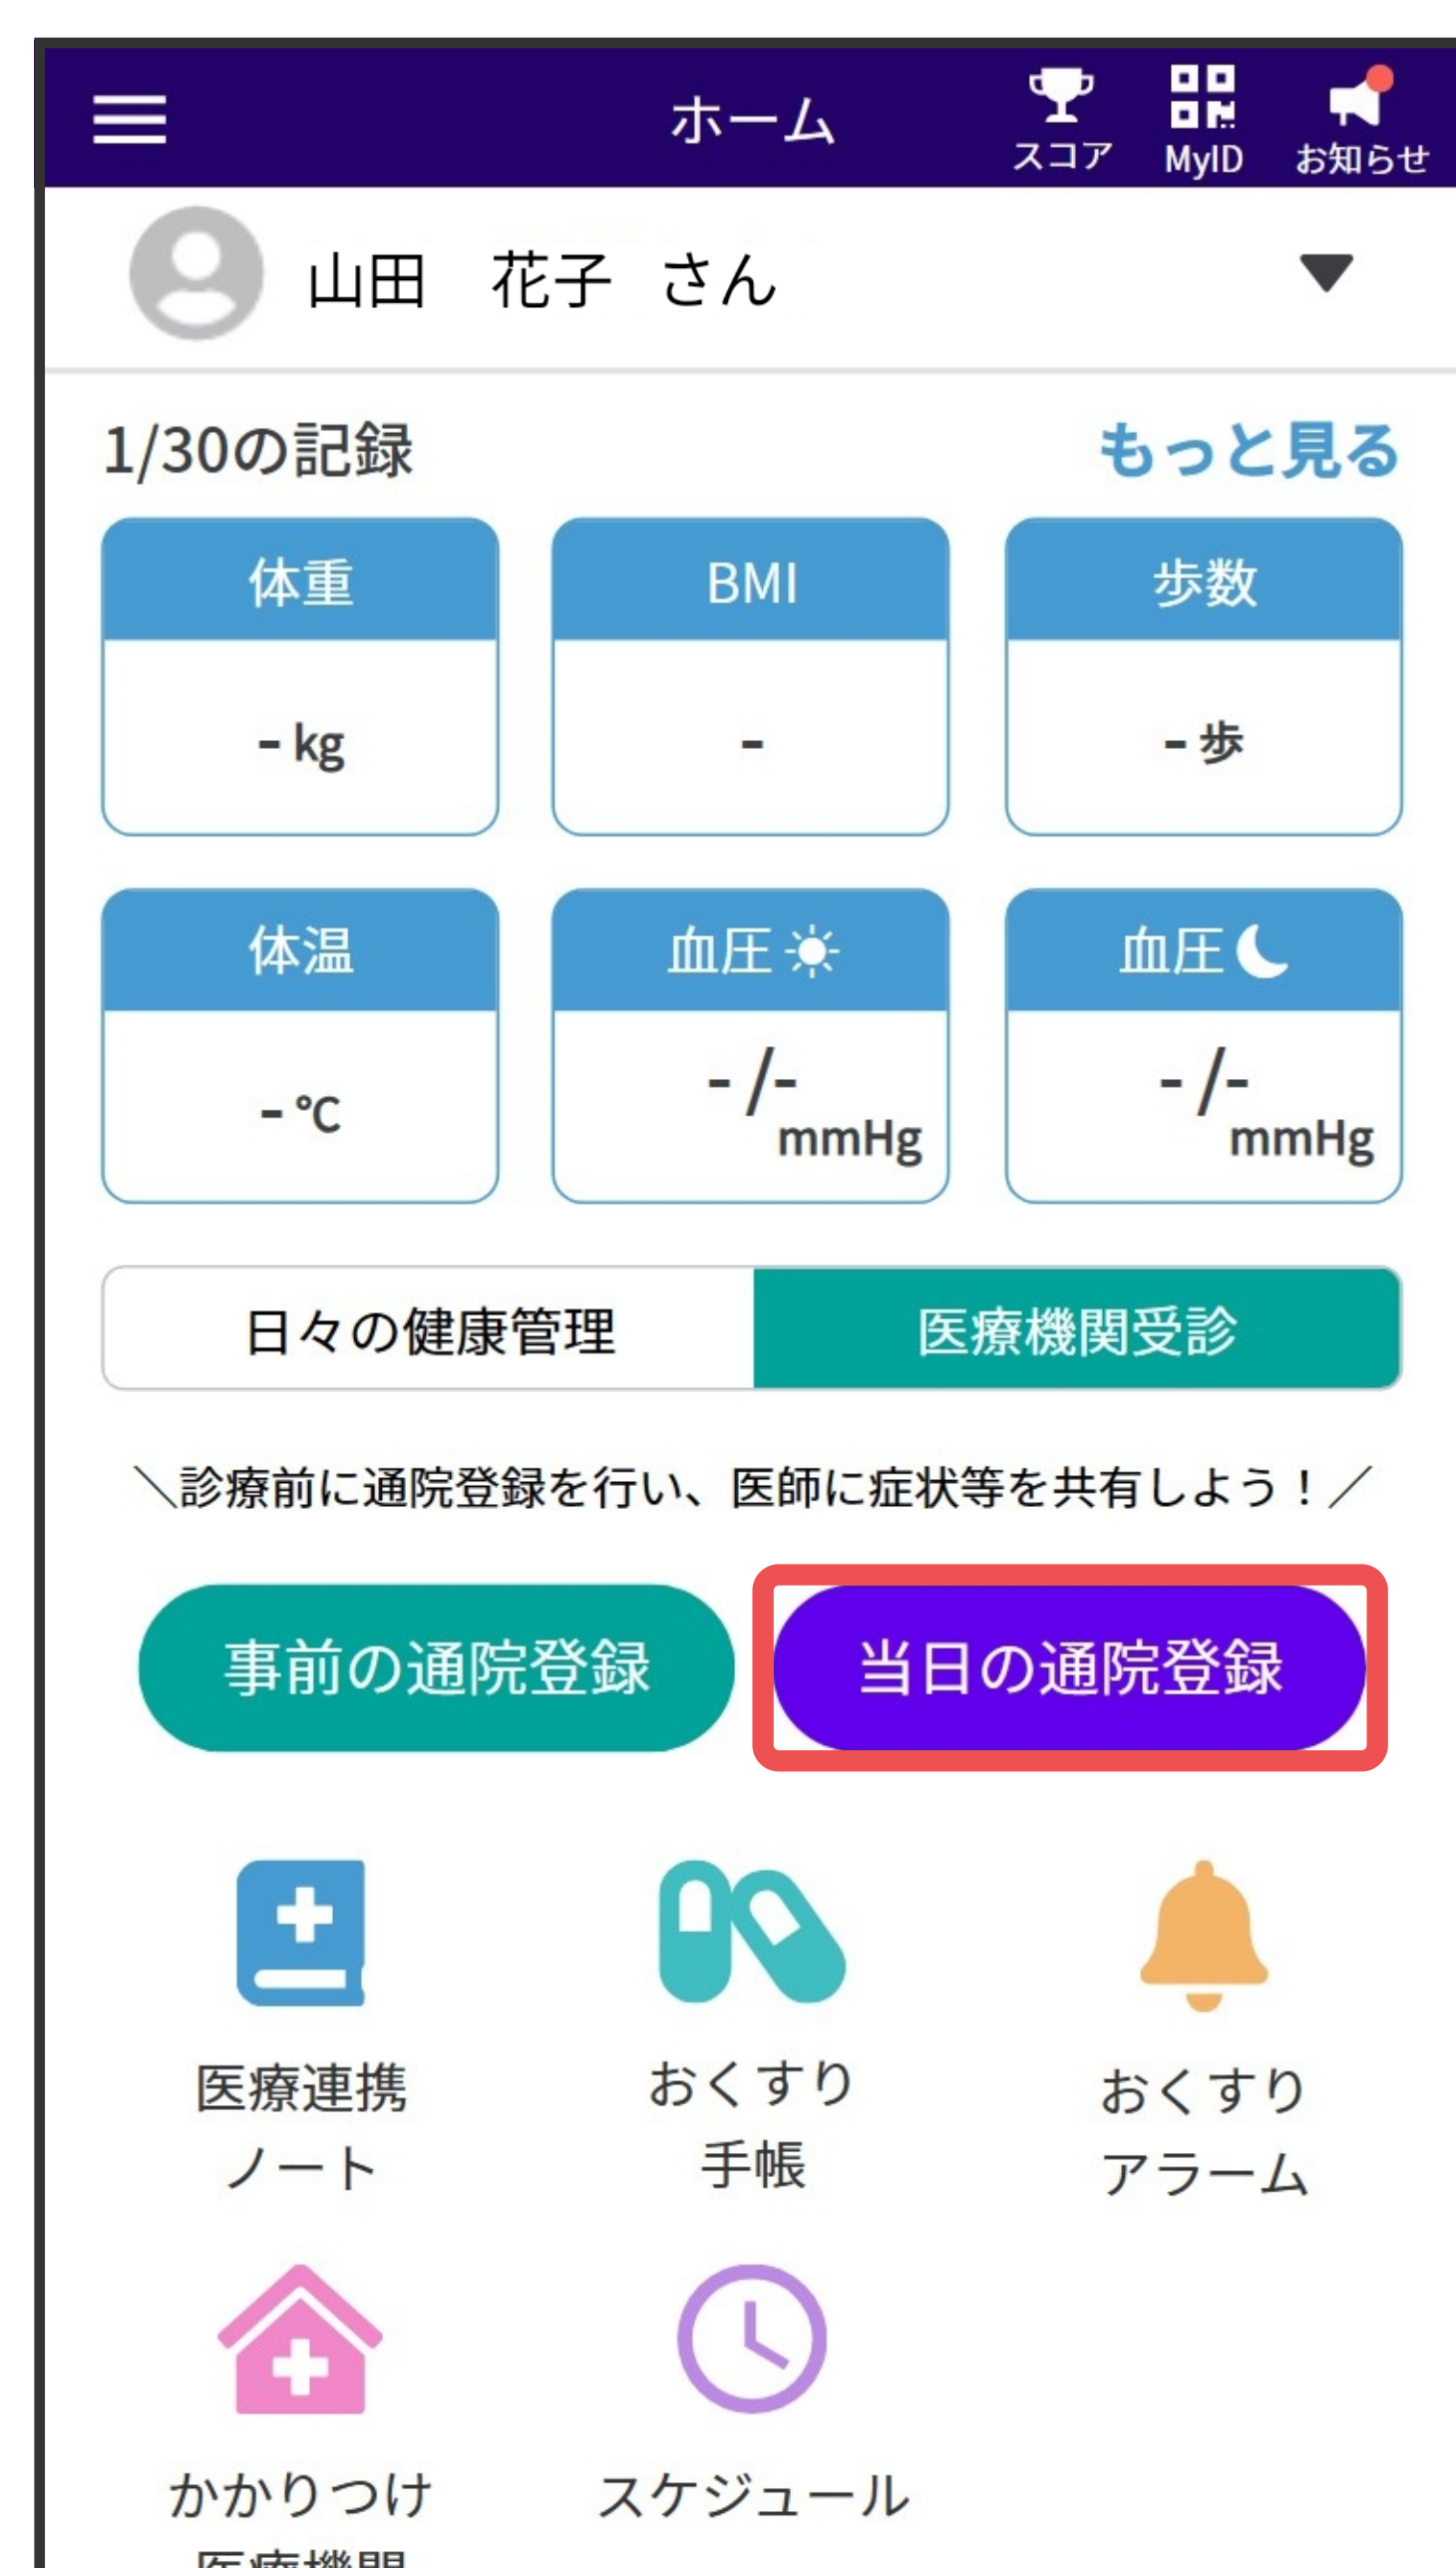 ホーム
スコア
MyID
お知らせ
山田　花子 さん
1/30の記録
もっと見る
体重
BMI
歩数
- kg
-
- 歩
体温
血圧
血圧
- ℃
- /-
mmHg
- /-
mmHg
日々の健康管理
医療機関受診
＼診療前に通院登録を行い、医師に症状等を共有しよう！／
事前の通院登録
当日の通院登録
医療連携
ノート
おくすり
手帳
おくすり
アラーム
かかりつけ
医療機関
スケジュール